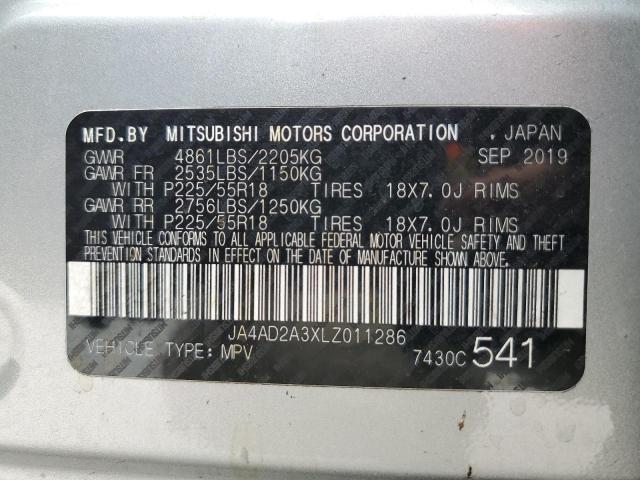 MFD.BY MITSUBISHI MOTORS CORPORATION , JAPAN
GVWR 4861LBS/2205KG SEP 2019
GAWR FR 2535LBS/1150KG
WITH P225/55R18 TIRES 18X7.0J RIMS
GAWR RR 2756LBS/1250KG
WITH P225/55R18 TIRES 18X7.0J RIMS
THIS VEHICLE CONFORMS TO ALL APPLICABLE FEDERAL MOTOR VEHICLE SAFETY AND THEFT
PREVENTION STANDARDS IN EFFECT ON THE DATE OF MANUFACTURE SHOWN ABOVE.
JA4AD2A3XLZ011286
VEHICLE TYPE: MPV 7430C 541